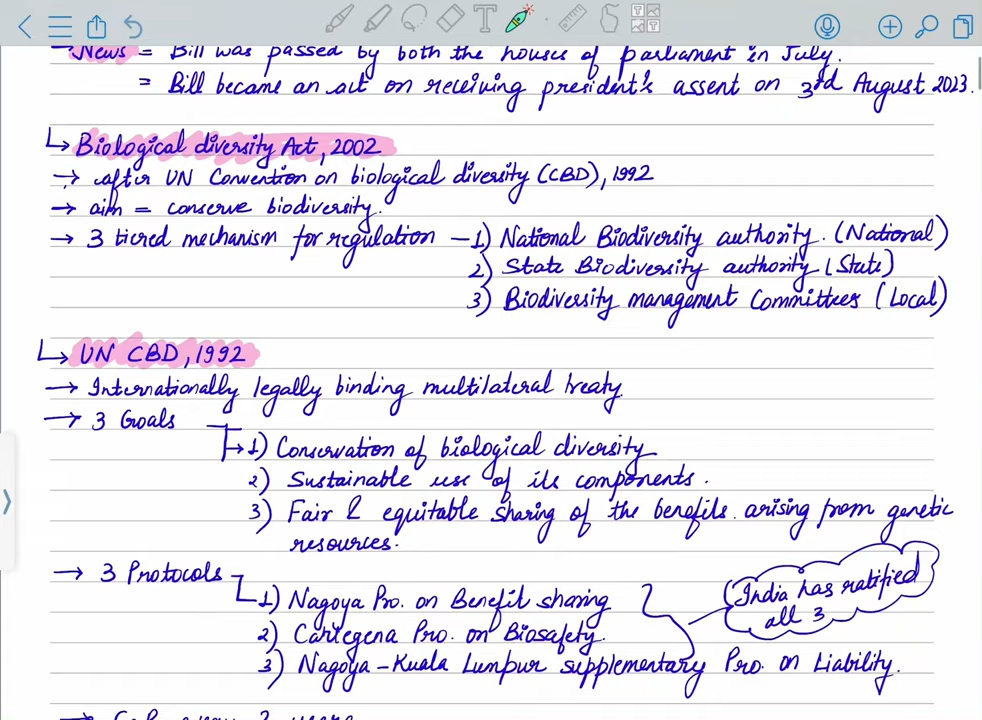 → News = Bill was passed by both the houses of parliament in July.
= Bill became an act on receiving president's assent on 3rd August 2023.
↳ Biological diversity Act, 2002
→ after UN Convention on biological diversity (CBD), 1992
→ aim = conserve biodiversity.
→ 3 tiered mechanism for regulation – 1) National Biodiversity authority. (National)
2) State Biodiversity authority (State)
3) Biodiversity management Committees (Local)
↳ UN CBD, 1992
→ Internationally legally binding multilateral treaty
→ 3 Goals
→ 1) Conservation of biological diversity
2) Sustainable use of its components.
3) Fair & equitable sharing of the benefits. arising from genetic
resources.
→ 3 Protocols
1) Nagoya Pro. on Benefit sharing
2) Cartegena Pro. on Biosafety.
3) Nagoya – Kuala Lumpur supplementary Pro. on Liability.
(India has ratified
all 3